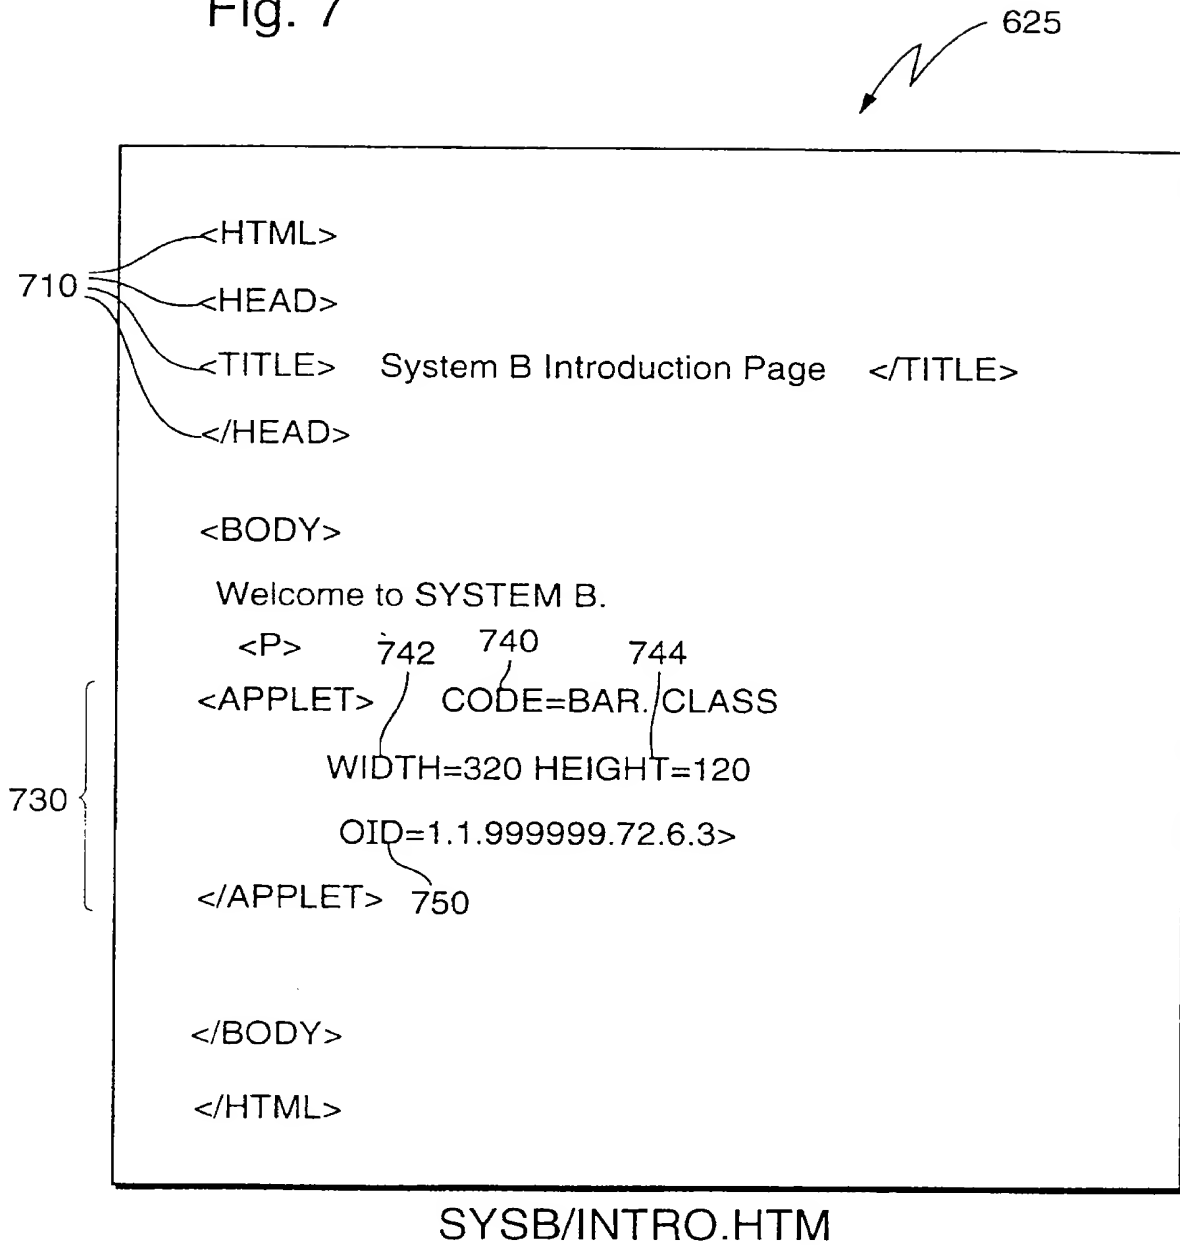 Fig. 7
625
<HTML>
710
<HEAD>
<TITLE> System B Introduction Page </TITLE>
</HEAD>
<BODY>
Welcome to SYSTEM B.
<P> 742 740 744
<APPLET> CODE=BAR. CLASS
WIDTH=320 HEIGHT=120
730
OID=1.1.999999.72.6.3>
</APPLET> 750
</BODY>
</HTML>
SYSB/INTRO.HTM